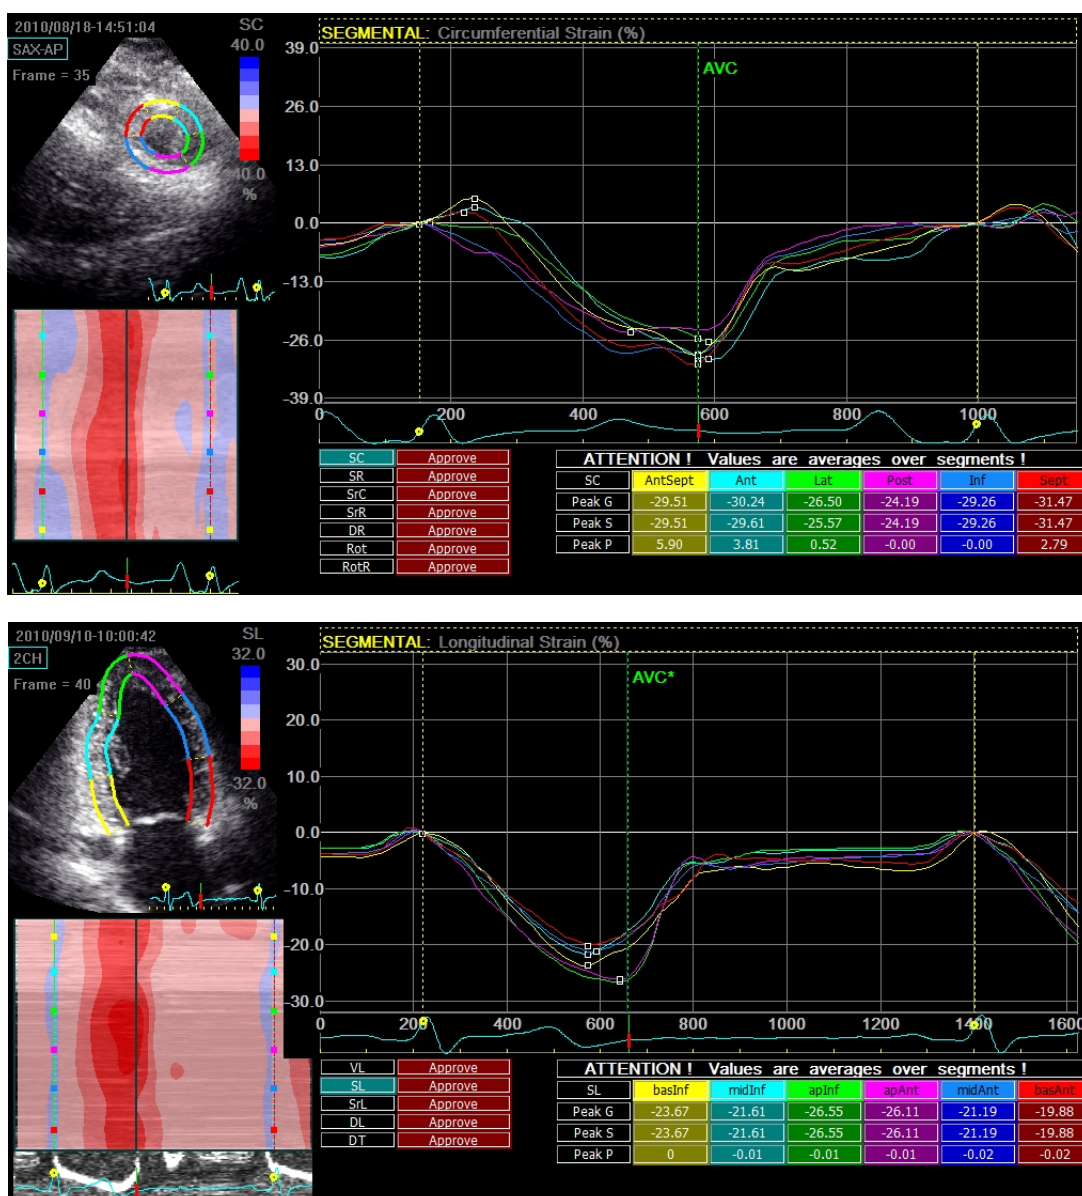 2010/08/18-14:51:04
SC
SAX-AP
40.0
Frame = 35
-40.0
%
SEGMENTAL: Circumferential Strain (%)
39.0
AVC
26.0
13.0
0.0
-13.0
-26.0
-39.0
0 200 400 600 800 1000
SC Approve
SR Approve
SrC Approve
SrR Approve
DR Approve
Rot Approve
RotR Approve
ATTENTION ! Values are averages over segments !
SC AntSept Ant Lat Post Inf Sept
Peak G -29.51 -30.24 -26.50 -24.19 -29.26 -31.47
Peak S -29.51 -29.61 -25.57 -24.19 -29.26 -31.47
Peak P 5.90 3.81 0.52 -0.00 -0.00 2.79
2010/09/10-10:00:42
SL
2CH
32.0
Frame = 40
-32.0
%
SEGMENTAL: Longitudinal Strain (%)
30.0
AVC*
20.0
10.0
0.0
-10.0
-20.0
-30.0
0 200 400 600 800 1000 1200 1400 1600
VL Approve
SL Approve
SrL Approve
DL Approve
DT Approve
ATTENTION ! Values are averages over segments !
SL basInf midInf apInf apAnt midAnt basAnt
Peak G -23.67 -21.61 -26.55 -26.11 -21.19 -19.88
Peak S -23.67 -21.61 -26.55 -26.11 -21.19 -19.88
Peak P 0 -0.01 -0.01 -0.01 -0.02 -0.02